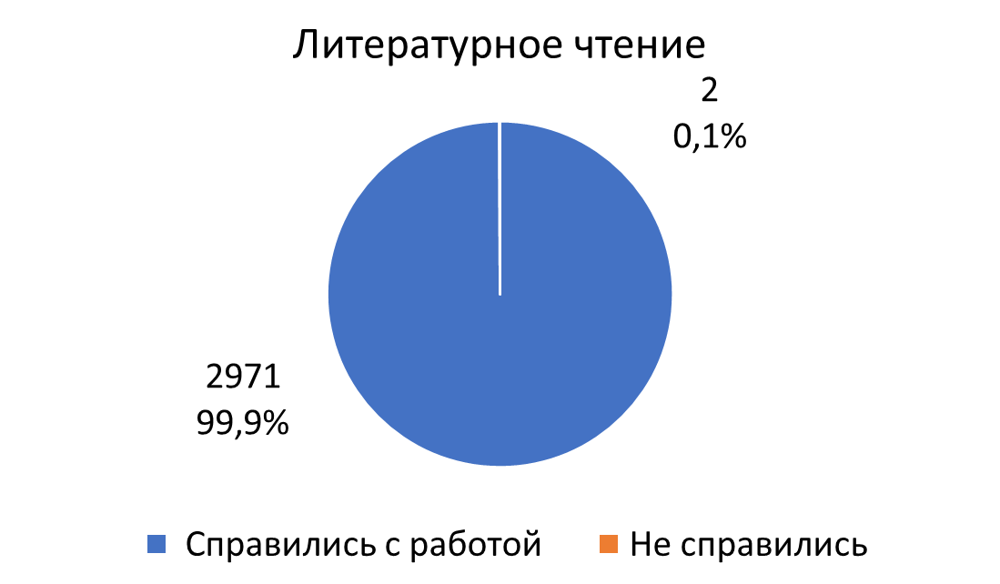 Литературное чтение
2
0,1%
2971
99,9%
Справились с работой
Не справились